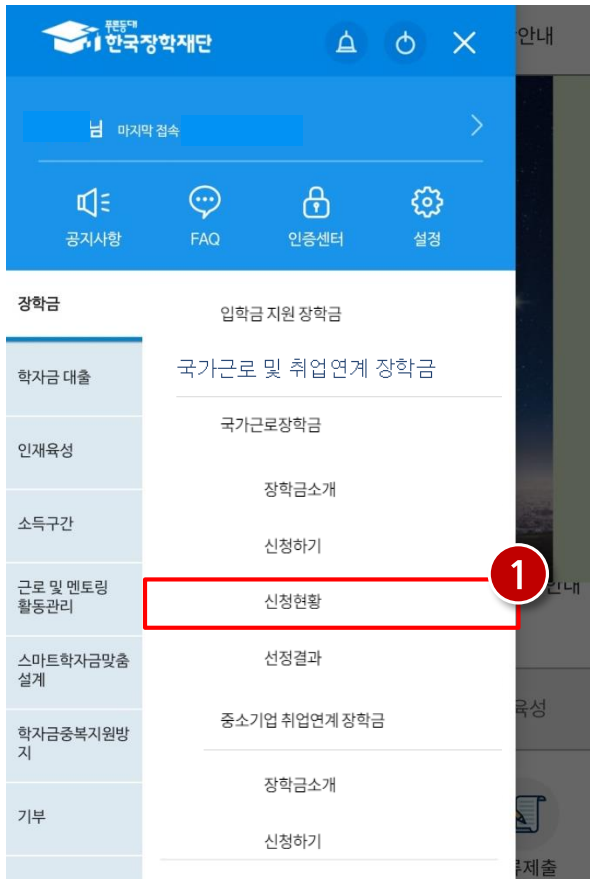 푸른등대
한국장학재단
안내
님 마지막 접속
공지사항
FAQ
인증센터
설정
장학금
학자금 대출
인재육성
소득구간
근로 및 멘토링
활동관리
스마트학자금맞춤
설계
학자금중복지원방
지
기부
입학금 지원 장학금
국가근로 및 취업연계 장학금
국가근로장학금
장학금소개
신청하기
1
신청현황
선정결과
중소기업 취업연계 장학금
장학금소개
신청하기
안내
육성
류제출